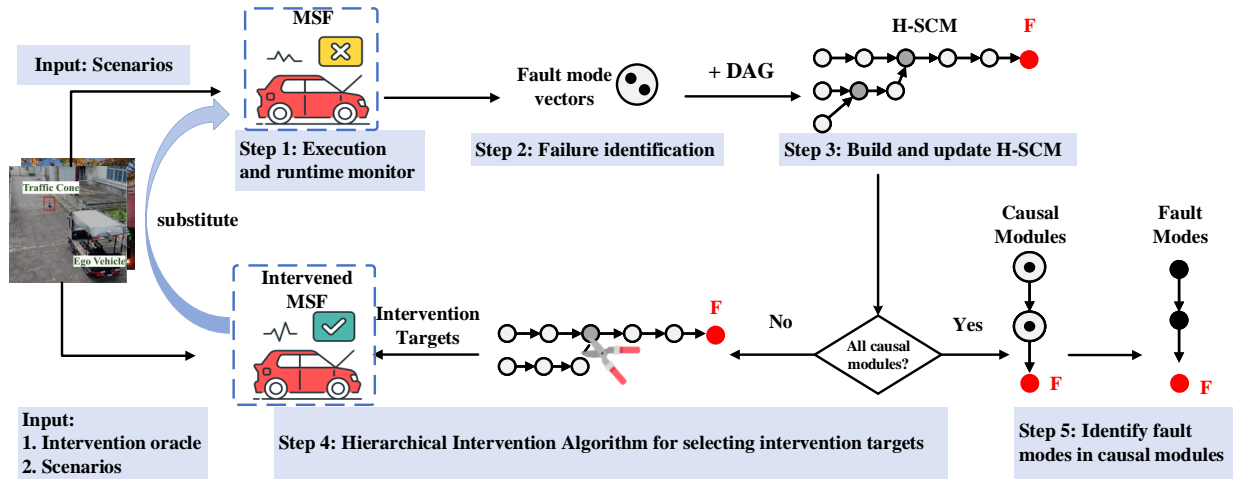 MSF
Input: Scenarios
Step 1: Execution
and runtime monitor
Fault mode
vectors
Step 2: Failure identification
+ DAG
H-SCM
F
Step 3: Build and update H-SCM
Traffic Cone
Ego Vehicle
substitute
Intervened
MSF
Intervention
Targets
F
No
All causal
modules?
Yes
Causal
Modules
F
Fault
Modes
F
Input:
1. Intervention oracle
2. Scenarios
Step 4: Hierarchical Intervention Algorithm for selecting intervention targets
Step 5: Identify fault
modes in causal modules